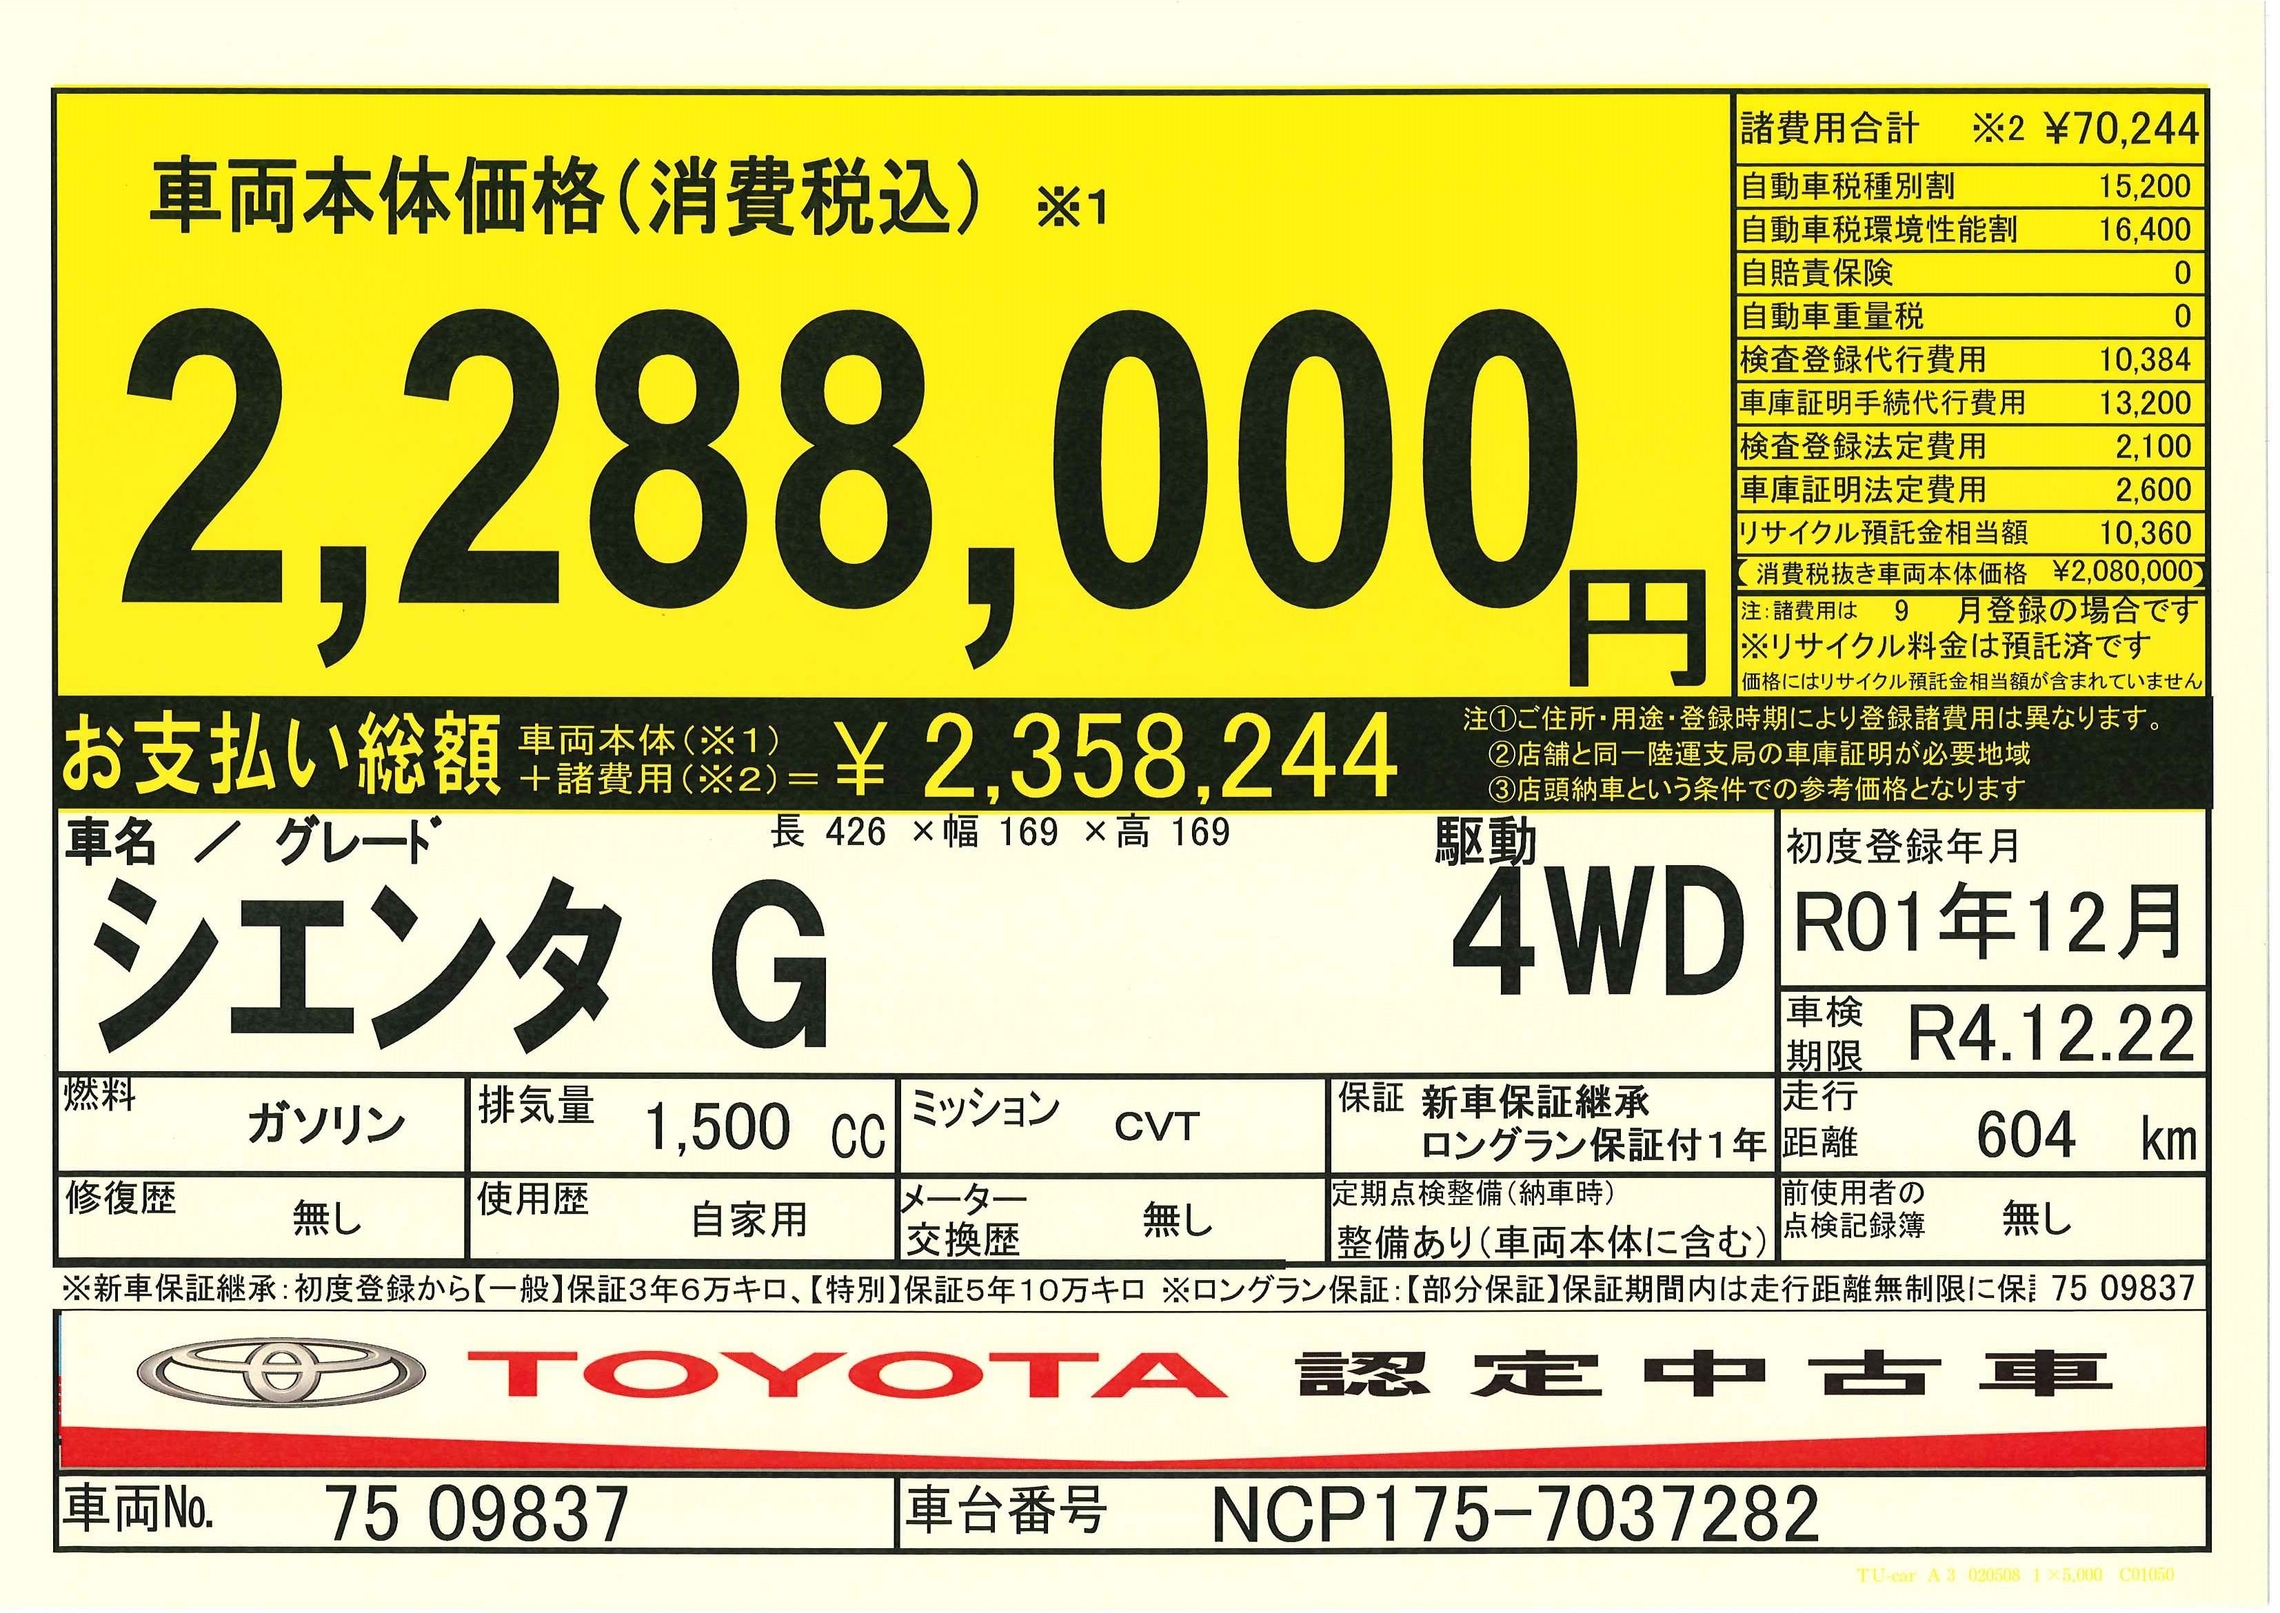 車両本体価格（消費税込） ※1
2,288,000円
諸費用合計 ※2 ¥70,244
自動車税種別割 15,200
自動車税環境性能割 16,400
自賠責保険 0
自動車重量税 0
検査登録代行費用 10,384
車庫証明手続代行費用 13,200
検査登録法定費用 2,100
車庫証明法定費用 2,600
リサイクル預託金相当額 10,360
（ 消費税抜き車両本体価格 ¥2,080,000）
注：諸費用は 9 月登録の場合です
※リサイクル料金は預託済です
価格にはリサイクル預託金相当額が含まれていません
お支払い総額 車両本体（※1）
＋諸費用（※2）＝ ¥ 2,358,244
注①ご住所・用途・登録時期により登録諸費用は異なります。
②店舗と同一陸運支局の車庫証明が必要地域
③店頭納車という条件での参考価格となります
車名 ／ グレード 長 426 ×幅 169 ×高 169
シエンタ G
駆動
4WD
初度登録年月
R01年12月
車検期限 R4.12.22
燃料 ガソリン
排気量 1,500 CC
ミッション CVT
保証 新車保証継承
ロングラン保証付1年
走行距離 604 km
修復歴 無し
使用歴 自家用
メーター交換歴 無し
定期点検整備（納車時）
整備あり（車両本体に含む）
前使用者の点検記録簿 無し
※新車保証継承：初度登録から【一般】保証3年6万キロ、【特別】保証5年10万キロ ※ロングラン保証：【部分保証】保証期間内は走行距離無制限に保 75 09837
TOYOTA 認定中古車
車両No. 75 09837
車台番号 NCP175-7037282
TU-car A3 020508 1×5,000 C01050